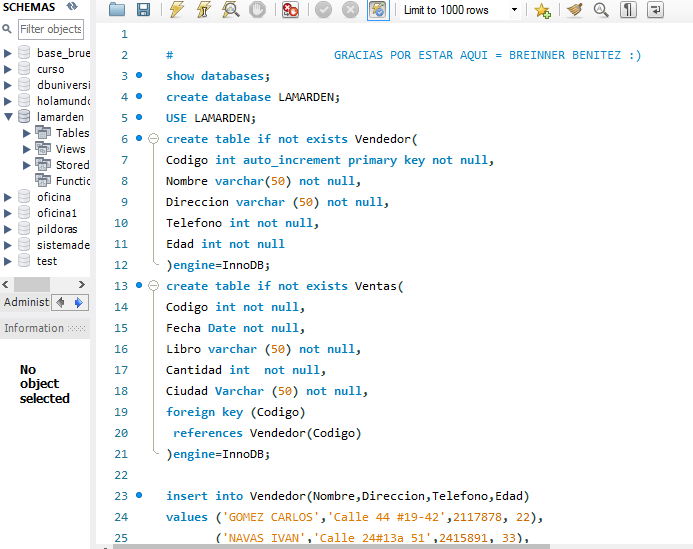 SCHEMAS
Filter objects
base_brue
curso
dbuniversi
holamundo
lamarden
Tables
Views
Stored
Functio
oficina
oficina1
pildoras
sistemade
test
Administ
Information
No
object
selected
Limit to 1000 rows
1
2 # GRACIAS POR ESTAR AQUI = BREINNER BENITEZ :)
3 show databases;
4 create database LAMARDEN;
5 USE LAMARDEN;
6 create table if not exists Vendedor(
7 Codigo int auto_increment primary key not null,
8 Nombre varchar(50) not null,
9 Direccion varchar (50) not null,
10 Telefono int not null,
11 Edad int not null
12 )engine=InnoDB;
13 create table if not exists Ventas(
14 Codigo int not null,
15 Fecha Date not null,
16 Libro varchar (50) not null,
17 Cantidad int  not null,
18 Ciudad Varchar (50) not null,
19 foreign key (Codigo)
20 references Vendedor(Codigo)
21 )engine=InnoDB;
22
23 insert into Vendedor(Nombre,Direccion,Telefono,Edad)
24 values ('GOMEZ CARLOS','Calle 44 #19-42',2117878, 22),
25 ('NAVAS IVAN','Calle 24#13a 51',2415891, 33),